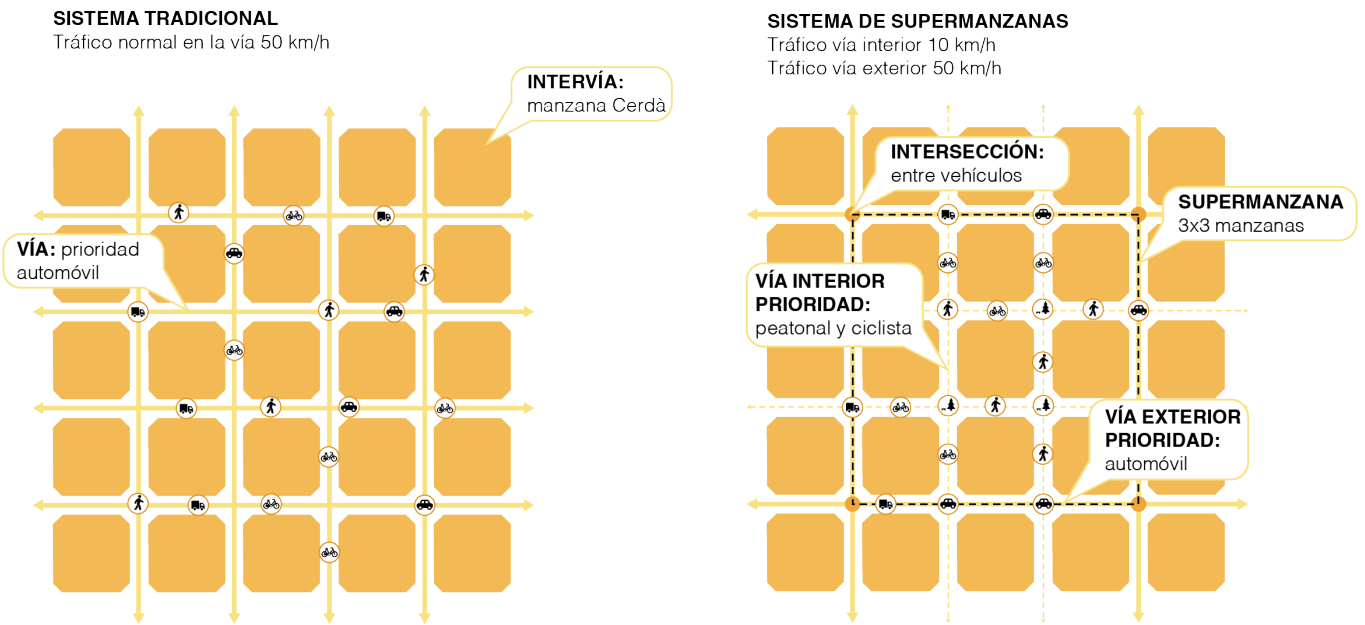 SISTEMA TRADICIONAL
Tráfico normal en la vía 50 km/h
INTERVÍA:
manzana Cerdà
VÍA: prioridad
automóvil
SISTEMA DE SUPERMANZANAS
Tráfico vía interior 10 km/h
Tráfico vía exterior 50 km/h
INTERSECCIÓN:
entre vehículos
SUPERMANZANA
3x3 manzanas
VÍA INTERIOR
PRIORIDAD:
peatonal y ciclista
VÍA EXTERIOR
PRIORIDAD:
automóvil